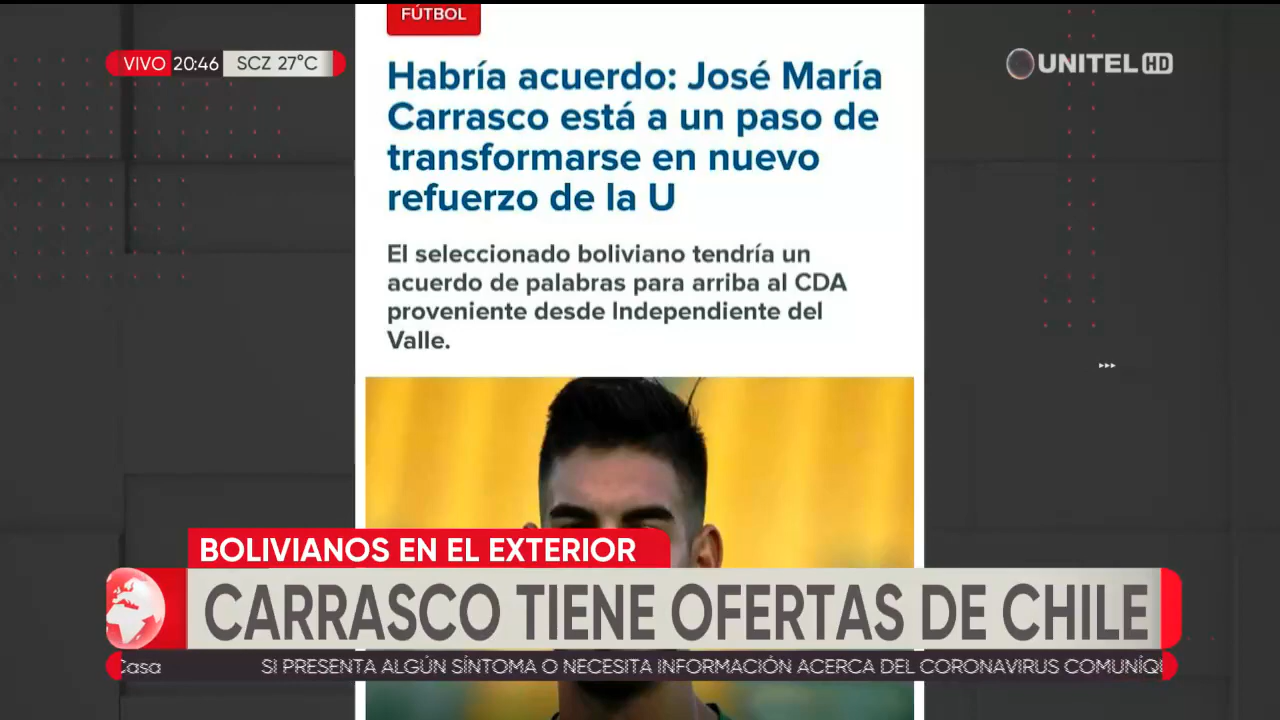 FÚTBOL
VIVO 20:46 SCZ 27°C
UNITEL HD
Habría acuerdo: José María
Carrasco está a un paso de
transformarse en nuevo
refuerzo de la U
El seleccionado boliviano tendría un
acuerdo de palabras para arriba al CDA
proveniente desde Independiente del
Valle.
BOLIVIANOS EN EL EXTERIOR
CARRASCO TIENE OFERTAS DE CHILE
Casa SI PRESENTA ALGÚN SÍNTOMA O NECESITA INFORMACIÓN ACERCA DEL CORONAVIRUS